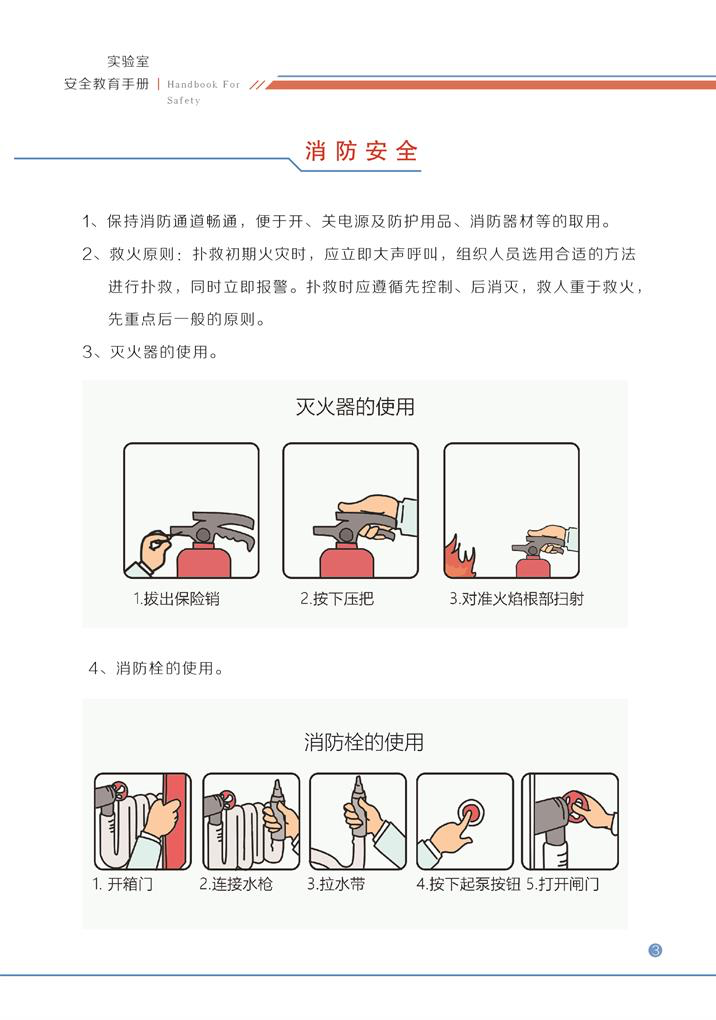 实验室
安全教育手册
Handbook For
Safety
消防安全
1、保持消防通道畅通，便于开、关电源及防护用品、消防器材等的取用。
2、救火原则：扑救初期火灾时，应立即大声呼叫，组织人员选用合适的方法
进行扑救，同时立即报警。扑救时应遵循先控制、后消灭，救人重于救火，
先重点后一般的原则。
3、灭火器的使用。
灭火器的使用
1.拔出保险销
2.按下压把
3.对准火焰根部扫射
4、消防栓的使用。
消防栓的使用
1. 开箱门
2.连接水枪
3.拉水带
4.按下起泵按钮
5.打开闸门
3